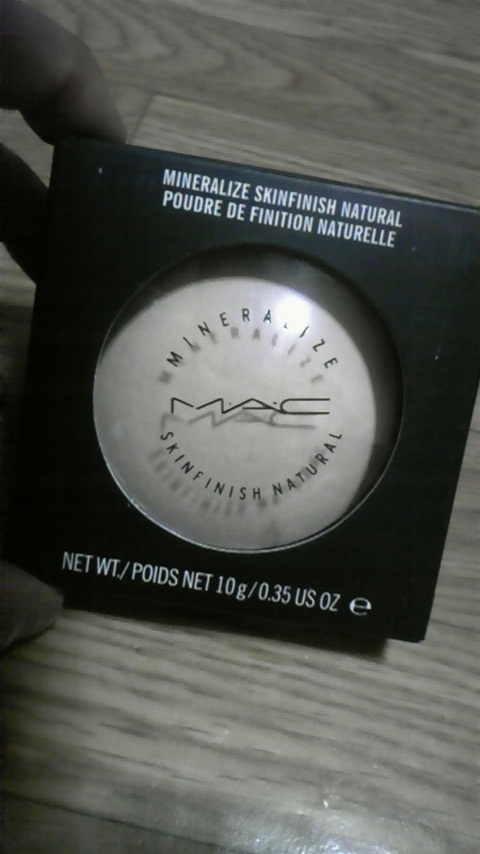 MINERALIZE SKINFINISH NATURAL
POUDRE DE FINITION NATURELLE
MINERALIZE
M·A·C
SKINFINISH NATURAL
NET WT./POIDS NET 10g/0.35 US OZ ℮